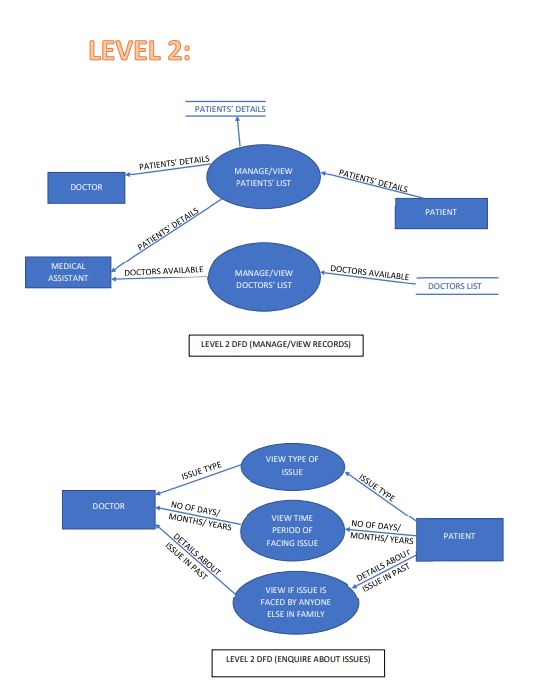 LEVEL 2:
PATIENTS' DETAILS
PATIENTS' DETAILS
MANAGE/VIEW
PATIENTS' LIST
PATIENTS' DETAILS
DOCTOR
PATIENT
PATIENTS' DETAILS
MEDICAL
ASSISTANT
DOCTORS AVAILABLE
MANAGE/VIEW
DOCTORS' LIST
DOCTORS AVAILABLE
DOCTORS LIST
LEVEL 2 DFD (MANAGE/VIEW RECORDS)
VIEW TYPE OF
ISSUE
ISSUE TYPE
ISSUE TYPE
DOCTOR
NO OF DAYS/
MONTHS/ YEARS
VIEW TIME
PERIOD OF
FACING ISSUE
NO OF DAYS/
MONTHS/ YEARS
PATIENT
DETAILS ABOUT
ISSUE IN PAST
VIEW IF ISSUE IS
FACED BY ANYONE
ELSE IN FAMILY
DETAILS ABOUT
ISSUE IN PAST
LEVEL 2 DFD (ENQUIRE ABOUT ISSUES)